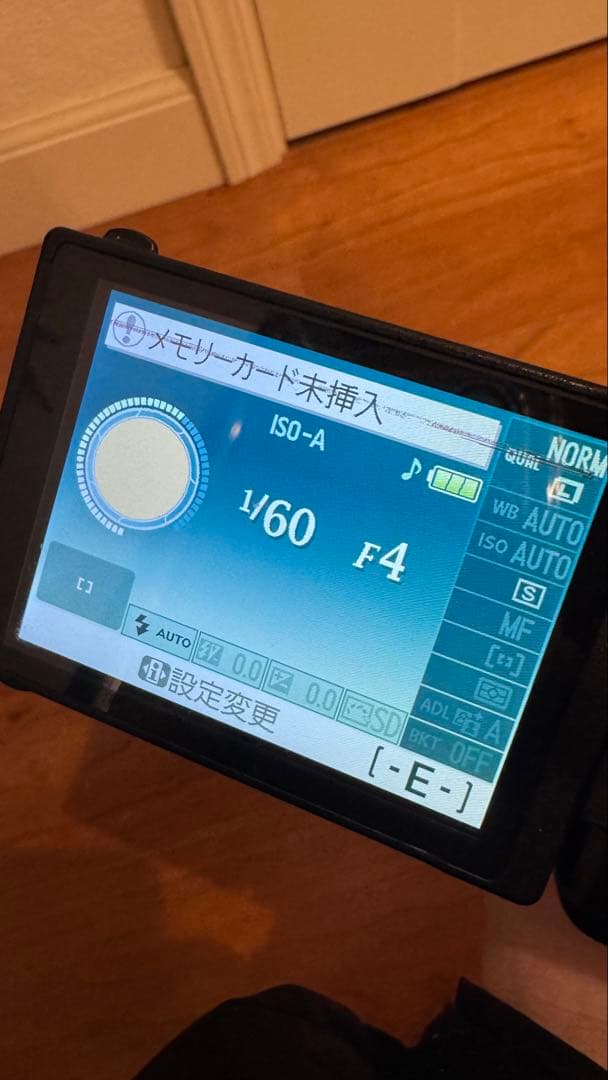 メモリーカード未挿入
ISO-A
1/60
F4
QUAL NORM
L
WB AUTO
ISO AUTO
S
MF
ADL A
BKT OFF
AUTO
0.0
0.0
SD
i 設定変更
[-E-]